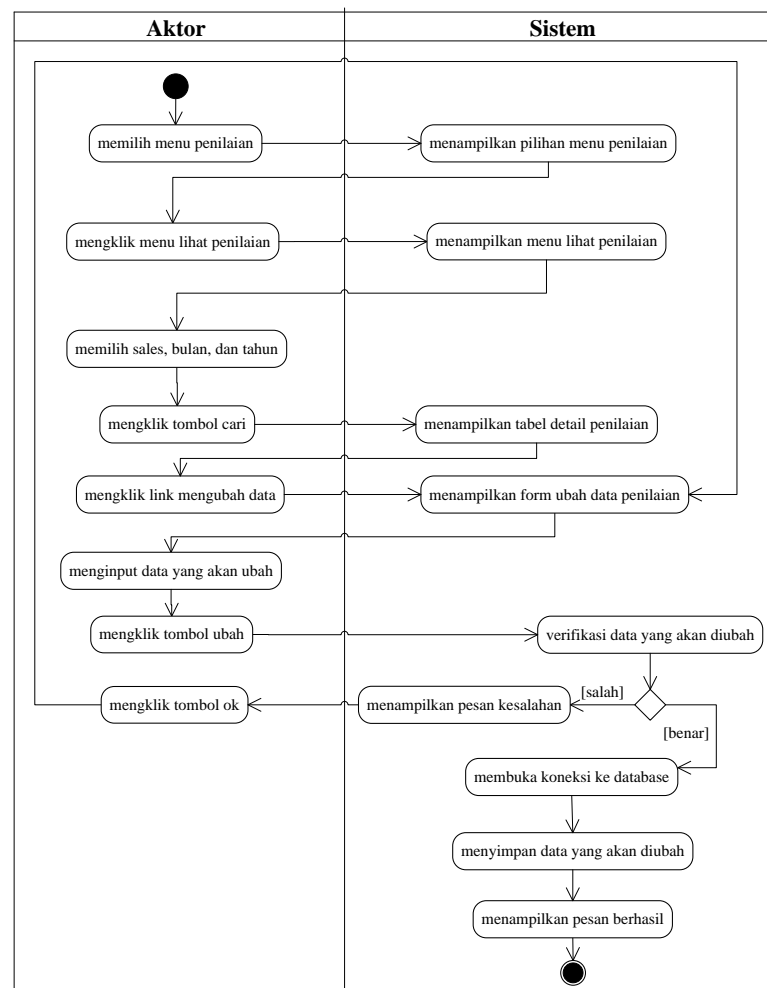 Aktor
Sistem
memilih menu penilaian
menampilkan pilihan menu penilaian
mengklik menu lihat penilaian
menampilkan menu lihat penilaian
memilih sales, bulan, dan tahun
mengklik tombol cari
menampilkan tabel detail penilaian
mengklik link mengubah data
menampilkan form ubah data penilaian
menginput data yang akan ubah
mengklik tombol ubah
verifikasi data yang akan diubah
mengklik tombol ok
menampilkan pesan kesalahan
[salah]
[benar]
membuka koneksi ke database
menyimpan data yang akan diubah
menampilkan pesan berhasil